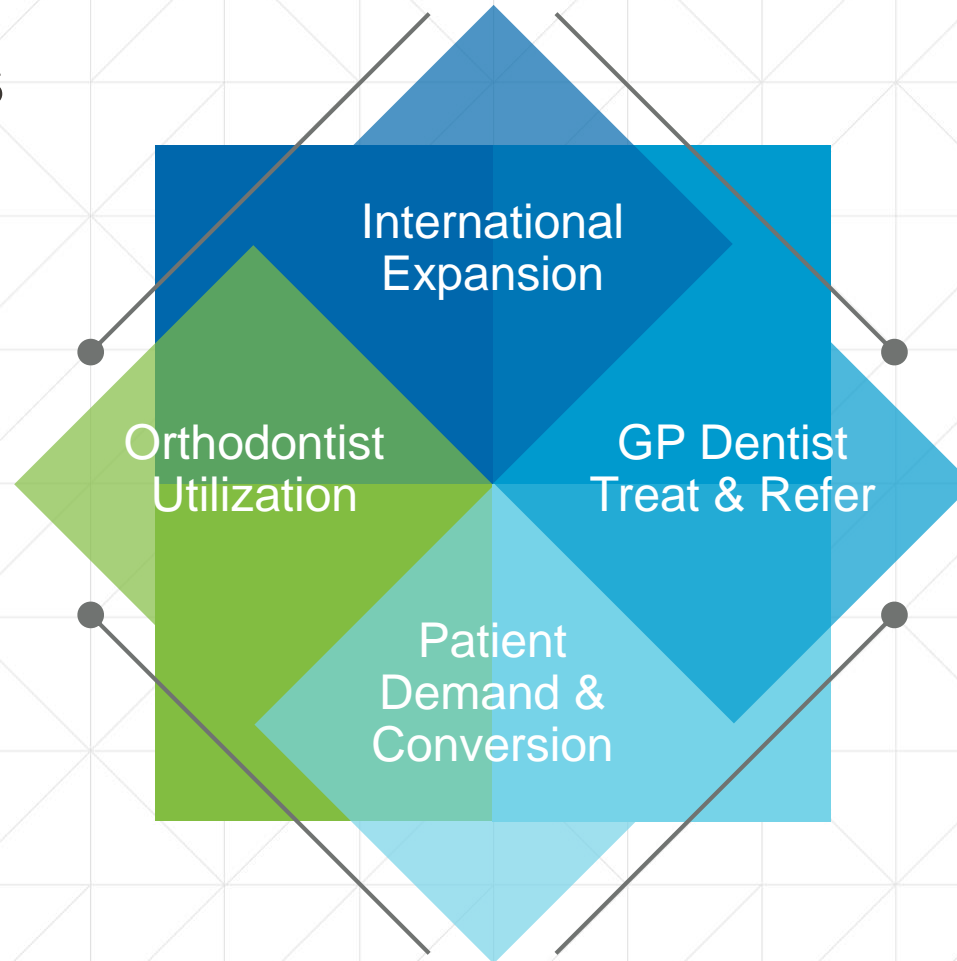 International
Expansion
Orthodontist
Utilization
GP Dentist
Treat & Refer
Patient
Demand &
Conversion